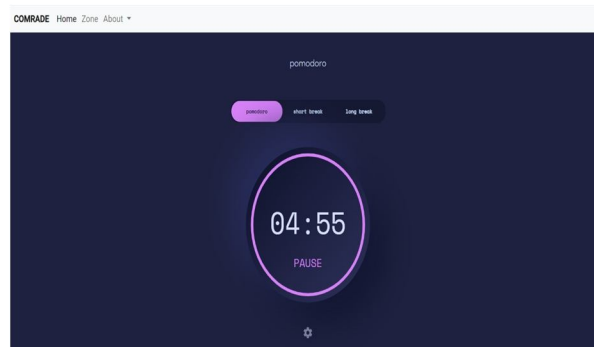 COMRADE Home Zone About
pomodoro
pomodoro short break long break
04:55
PAUSE